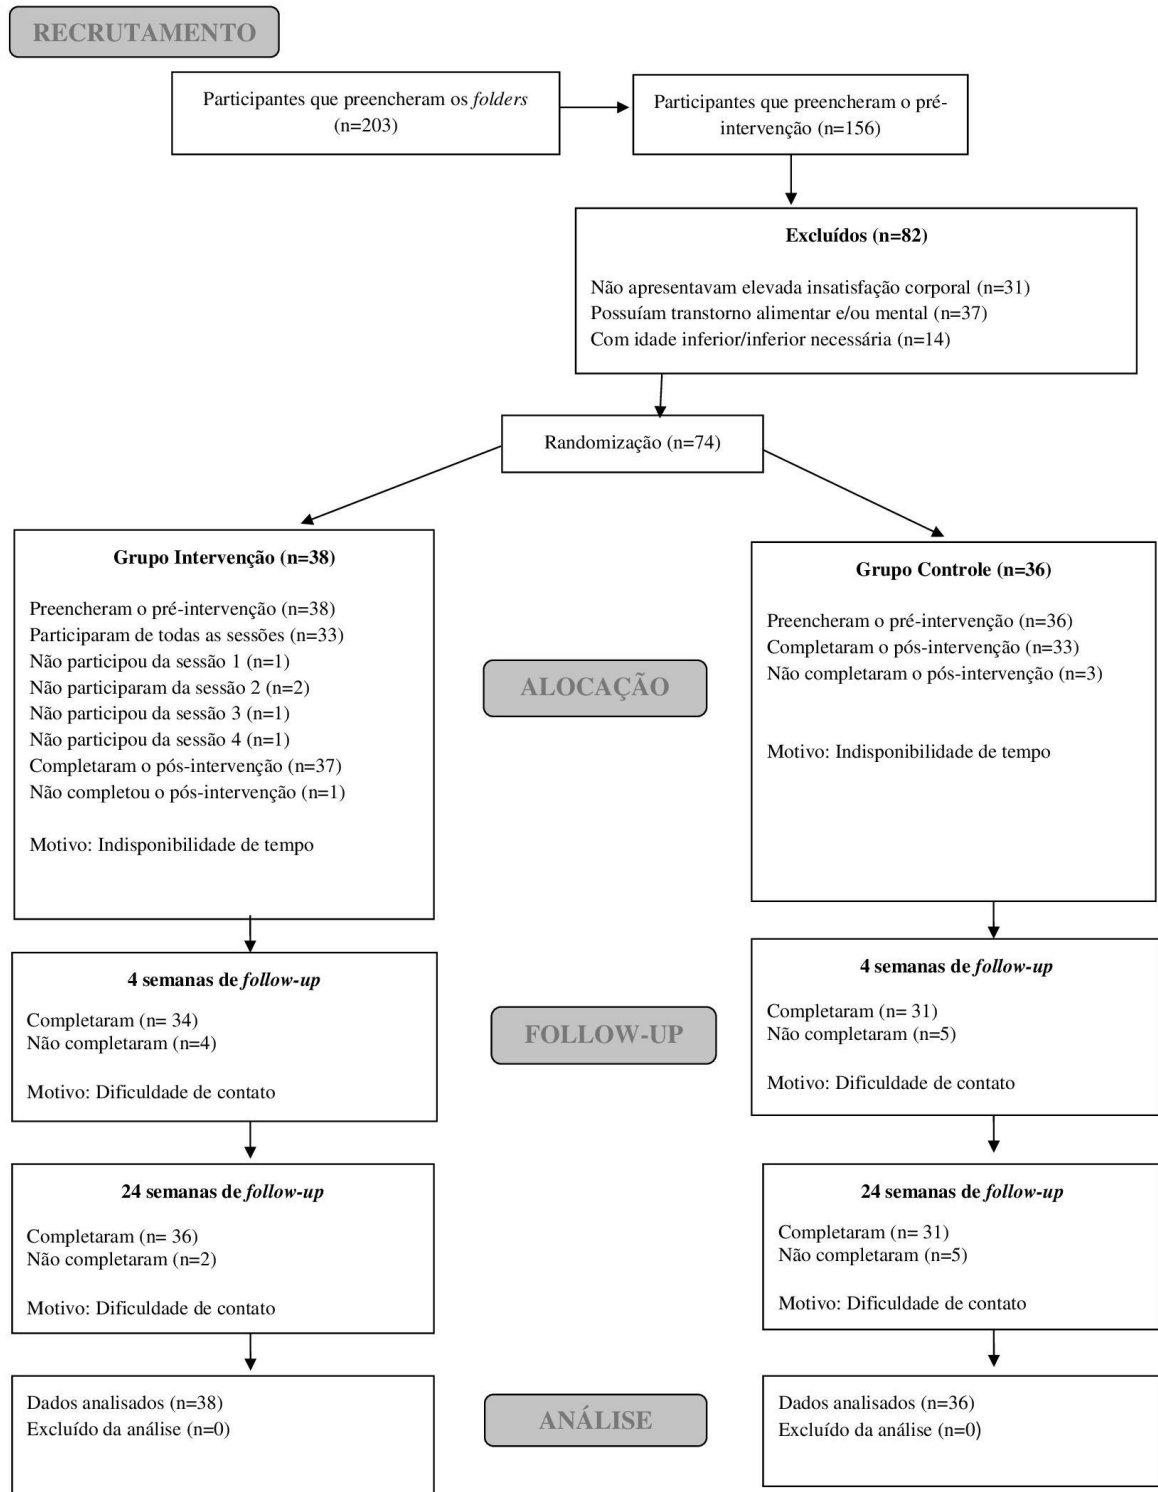 RECRUTAMENTO
Participantes que preencheram os folders
(n=203)
Participantes que preencheram o pré-
intervenção (n=156)
Excluídos (n=82)
Não apresentavam elevada insatisfação corporal (n=31)
Possuíam transtorno alimentar e/ou mental (n=37)
Com idade inferior/inferior necessária (n=14)
Randomização (n=74)
Grupo Intervenção (n=38)
Preencheram o pré-intervenção (n=38)
Participaram de todas as sessões (n=33)
Não participou da sessão 1 (n=1)
Não participaram da sessão 2 (n=2)
Não participou da sessão 3 (n=1)
Não participou da sessão 4 (n=1)
Completaram o pós-intervenção (n=37)
Não completou o pós-intervenção (n=1)
Motivo: Indisponibilidade de tempo
Grupo Controle (n=36)
Preencheram o pré-intervenção (n=36)
Completaram o pós-intervenção (n=33)
Não completaram o pós-intervenção (n=3)
Motivo: Indisponibilidade de tempo
ALOCAÇÃO
4 semanas de follow-up
Completaram (n= 34)
Não completaram (n=4)
Motivo: Dificuldade de contato
FOLLOW-UP
4 semanas de follow-up
Completaram (n= 31)
Não completaram (n=5)
Motivo: Dificuldade de contato
24 semanas de follow-up
Completaram (n= 36)
Não completaram (n=2)
Motivo: Dificuldade de contato
24 semanas de follow-up
Completaram (n= 31)
Não completaram (n=5)
Motivo: Dificuldade de contato
Dados analisados (n=38)
Excluído da análise (n=0)
ANÁLISE
Dados analisados (n=36)
Excluído da análise (n=0)